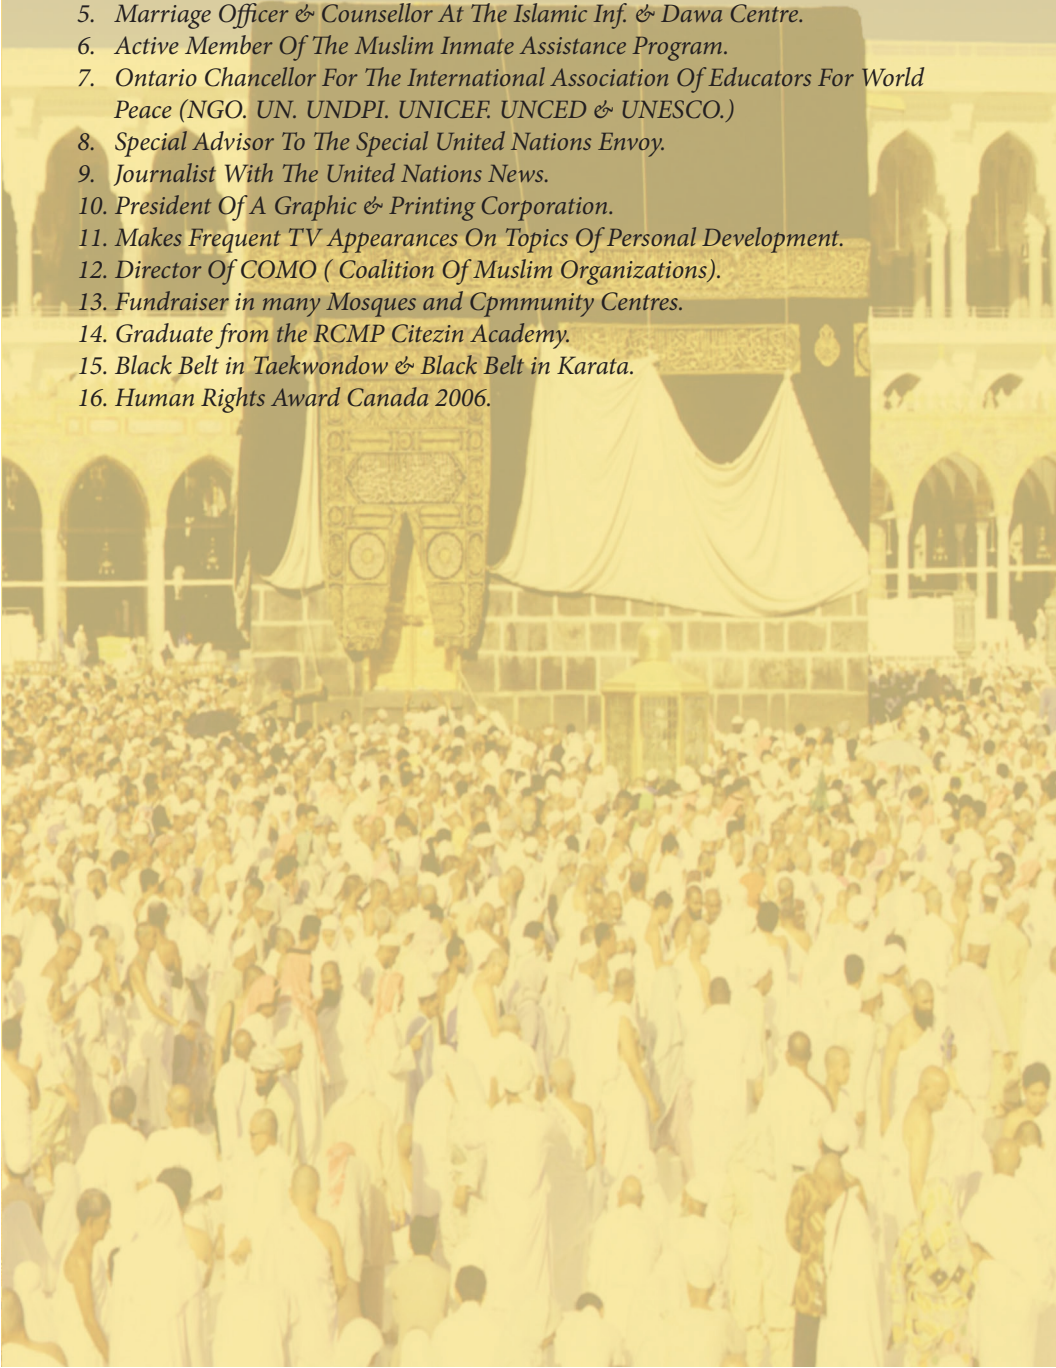 5. Marriage Officer & Counsellor At The Islamic Inf. & Dawa Centre.
6. Active Member Of The Muslim Inmate Assistance Program.
7. Ontario Chancellor For The International Association Of Educators For World
Peace (NGO. UN. UNDPI. UNICEF. UNCED & UNESCO.)
8. Special Advisor To The Special United Nations Envoy.
9. Journalist With The United Nations News.
10. President Of A Graphic & Printing Corporation.
11. Makes Frequent TV Appearances On Topics Of Personal Development.
12. Director Of COMO ( Coalition Of Muslim Organizations).
13. Fundraiser in many Mosques and Cpmmunity Centres.
14. Graduate from the RCMP Citezin Academy.
15. Black Belt in Taekwondow & Black Belt in Karata.
16. Human Rights Award Canada 2006.